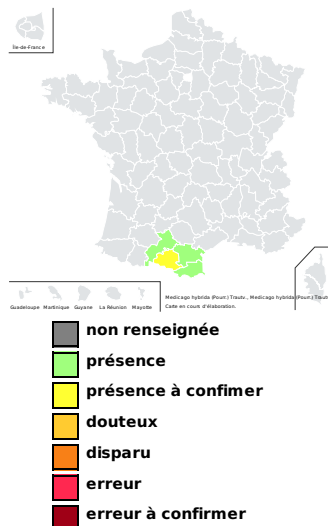 Île-de-France
Guadeloupe Martinique Guyane La Réunion Mayotte
Medicago hybrida (Pourr.) Trautv., Medicago hybrida (Pourr.) Trautv
Carte en cours d'élaboration.
non renseignée
présence
présence à confimer
douteux
disparu
erreur
erreur à confirmer